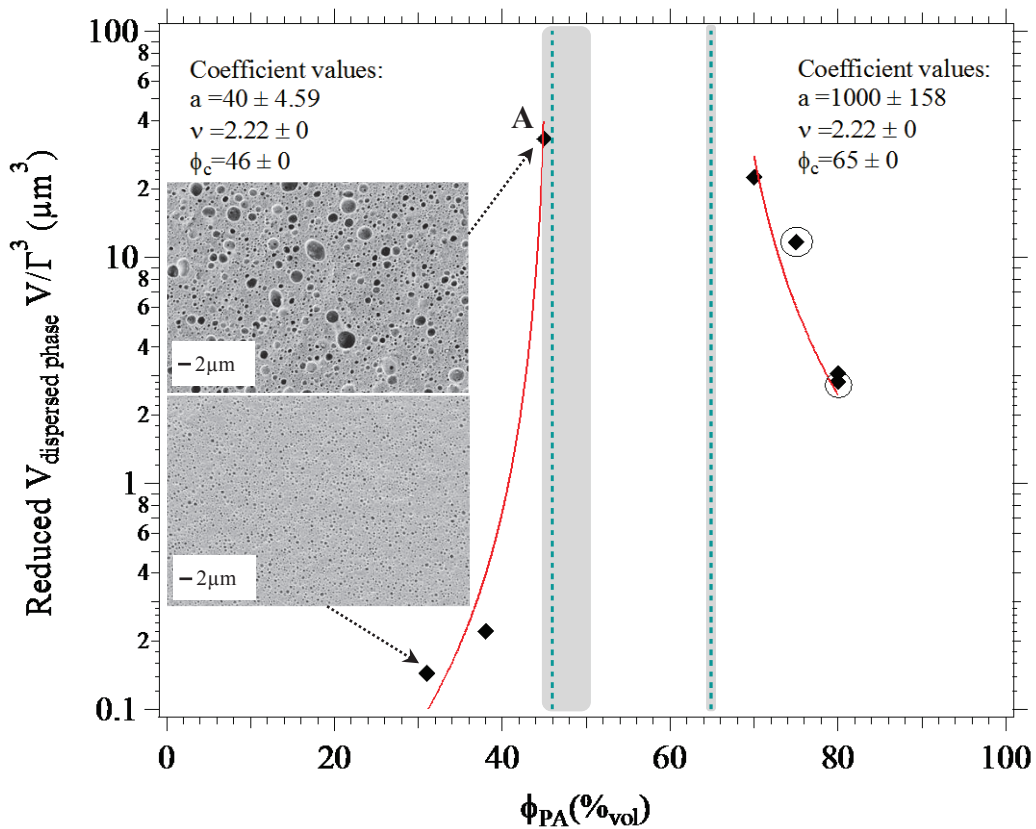 100
8
6
4
2
10
8
6
4
2
1
8
6
4
2
0.1
Reduced V dispersed phase V/Γ³ (μm³)
Coefficient values:
a =40 ± 4.59
ν =2.22 ± 0
ϕc=46 ± 0
A
Coefficient values:
a=1000 ± 158
ν =2.22 ± 0
ϕc=65 ± 0
2μm
2μm
0 20 40 60 80 100
ϕPA(%vol)